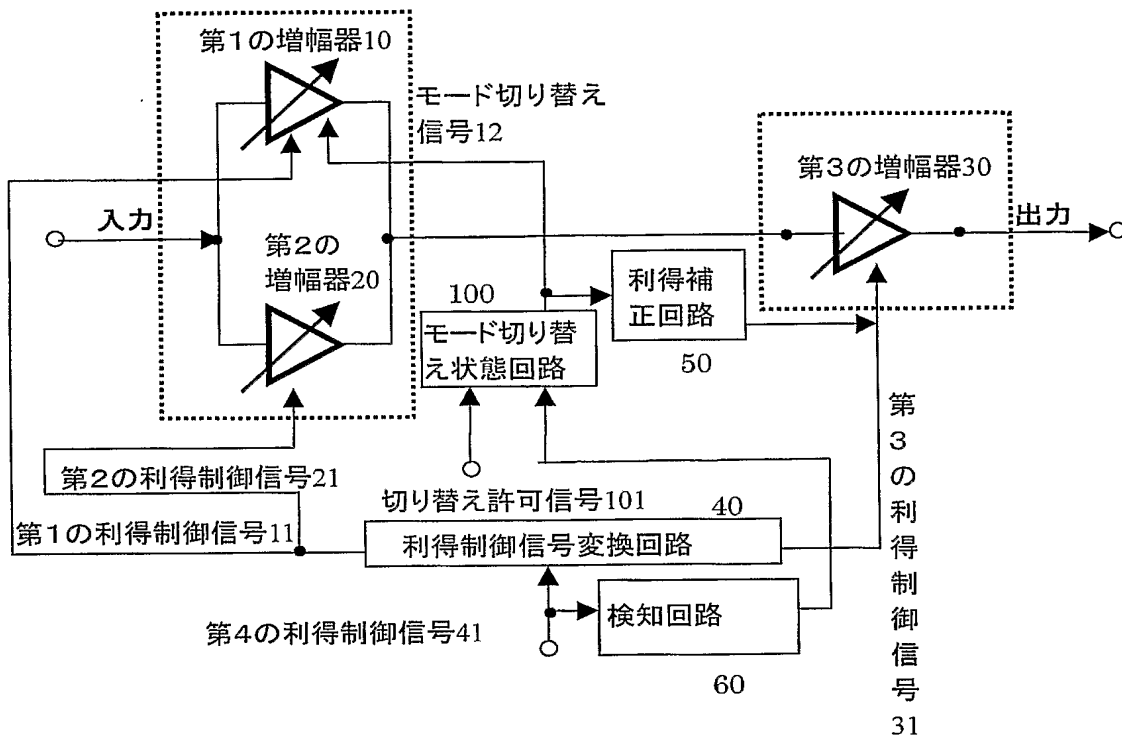 第1の増幅器10
モード切り替え
信号12
第3の増幅器30
入力
出力
第2の
増幅器20
100
利得補
正回路
モード切り替
え状態回路
50
第2の利得制御信号21
切り替え許可信号101
40
第1の利得制御信号11
利得制御信号変換回路
第4の利得制御信号41
検知回路
60
第
3
の
利
得
制
御
信
号
31